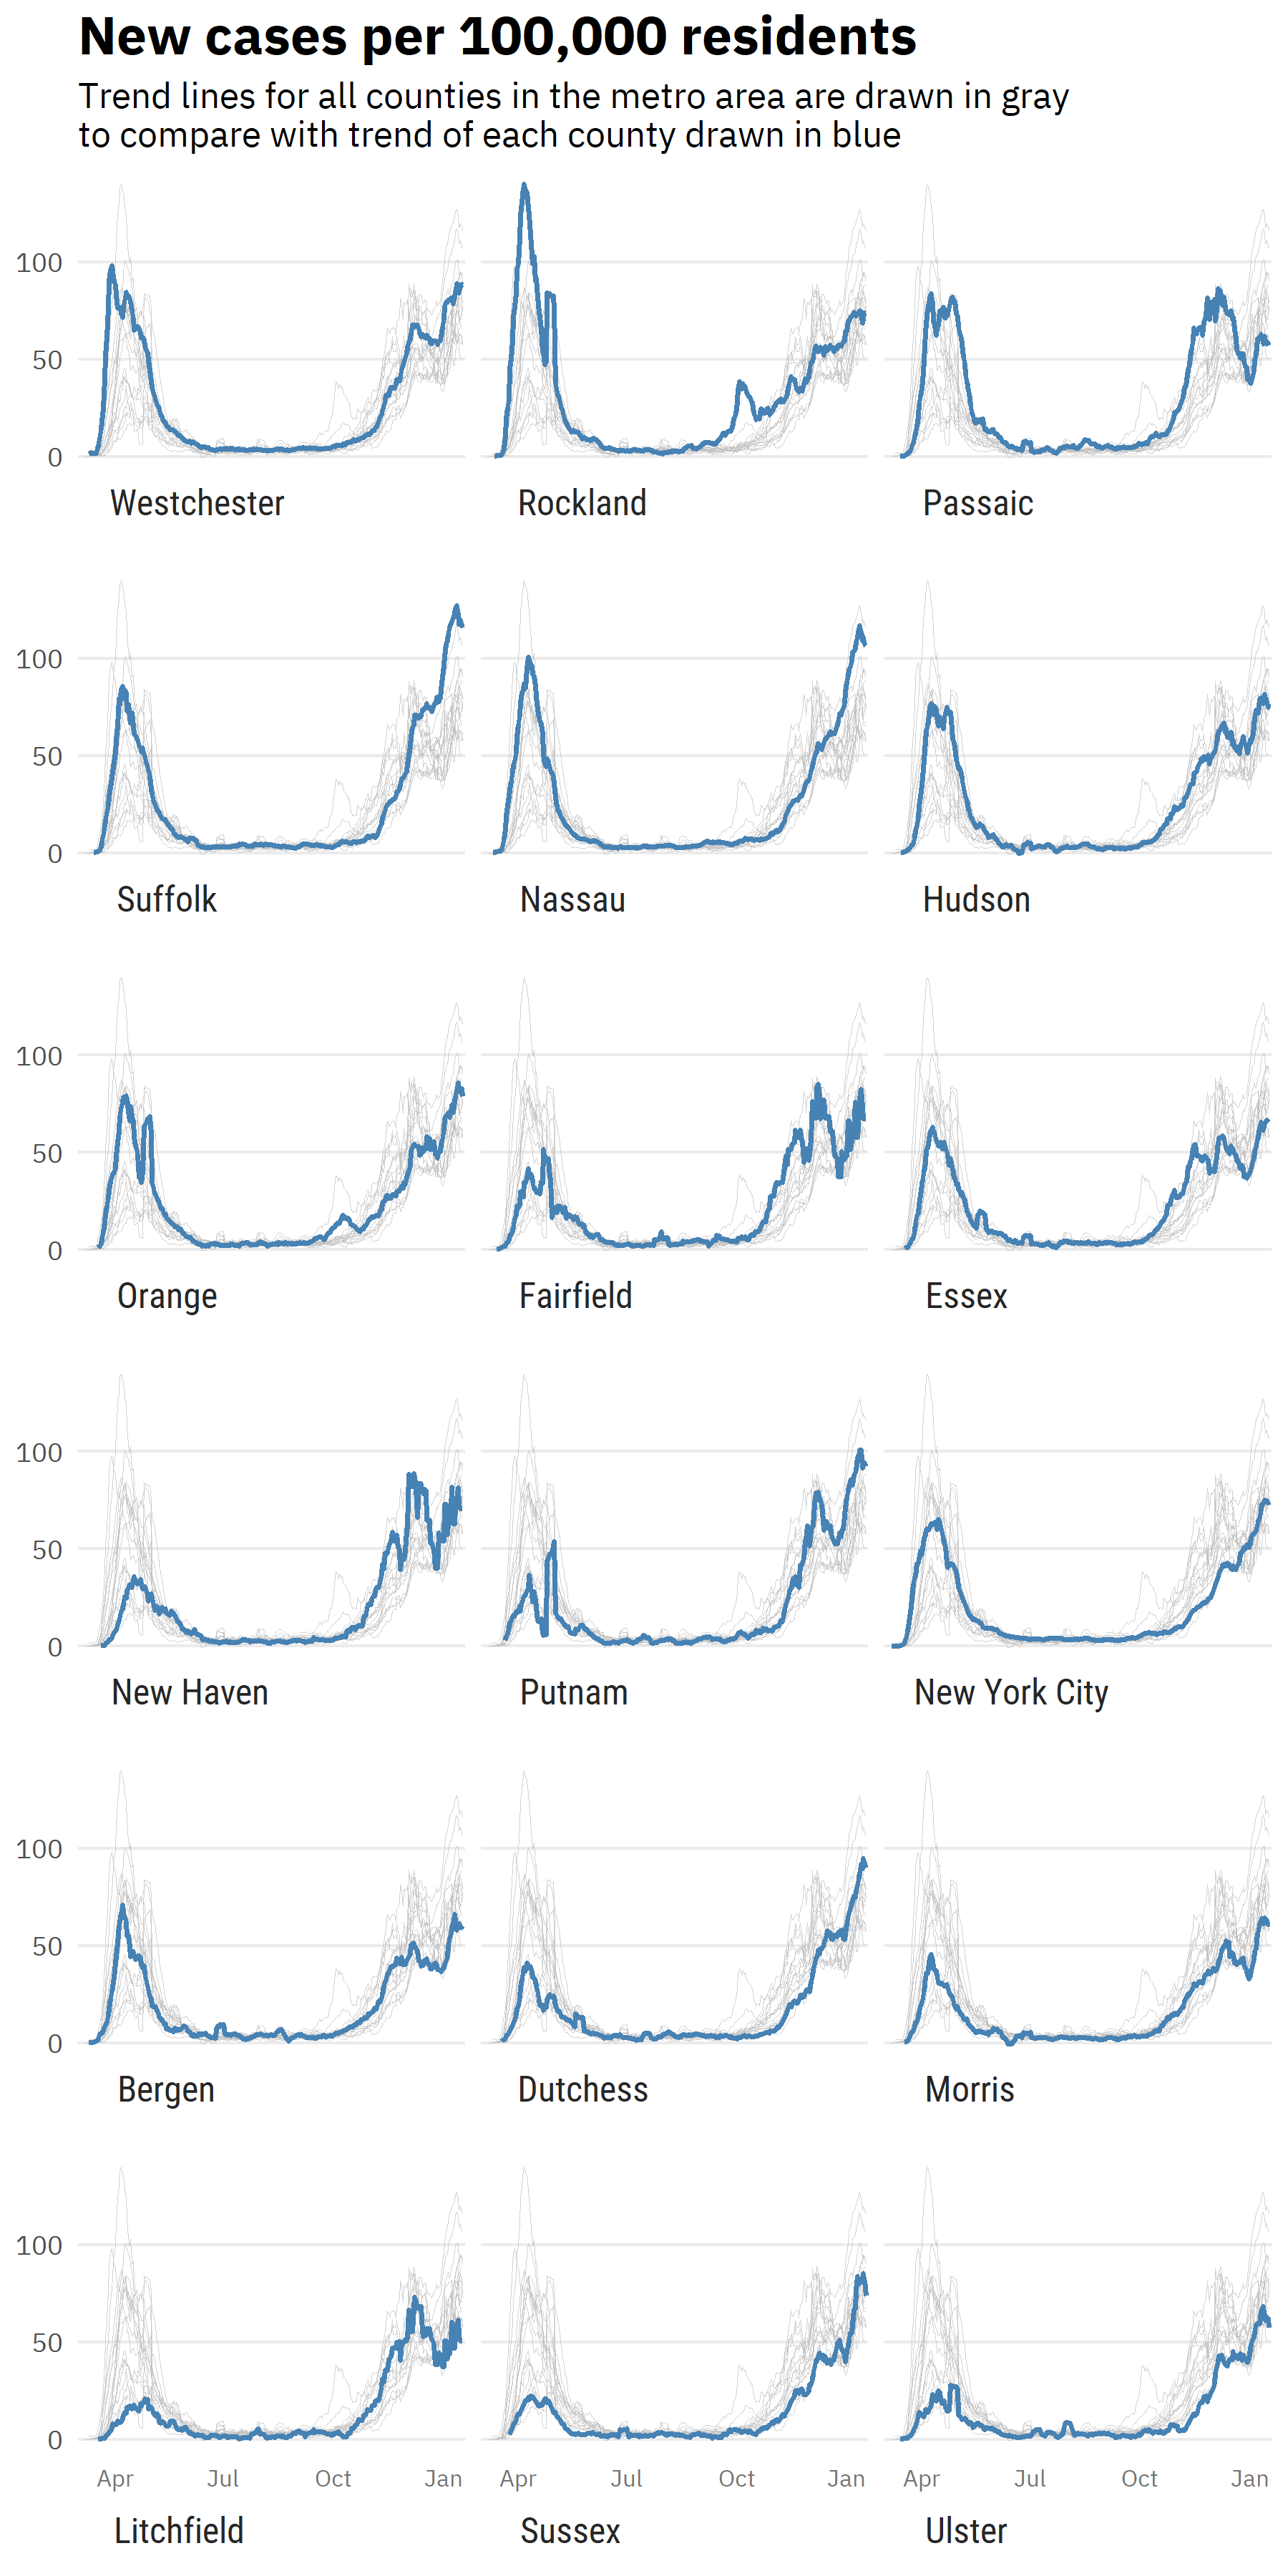 New cases per 100,000 residents
Trend lines for all counties in the metro area are drawn in gray
to compare with trend of each county drawn in blue
100
50
0
Westchester Rockland Passaic
100
50
0
Suffolk Nassau Hudson
100
50
0
Orange Fairfield Essex
100
50
0
New Haven Putnam New York City
100
50
0
Bergen Dutchess Morris
100
50
0
Apr Jul Oct Jan Apr Jul Oct Jan Apr Jul Oct Jan
Litchfield Sussex Ulster